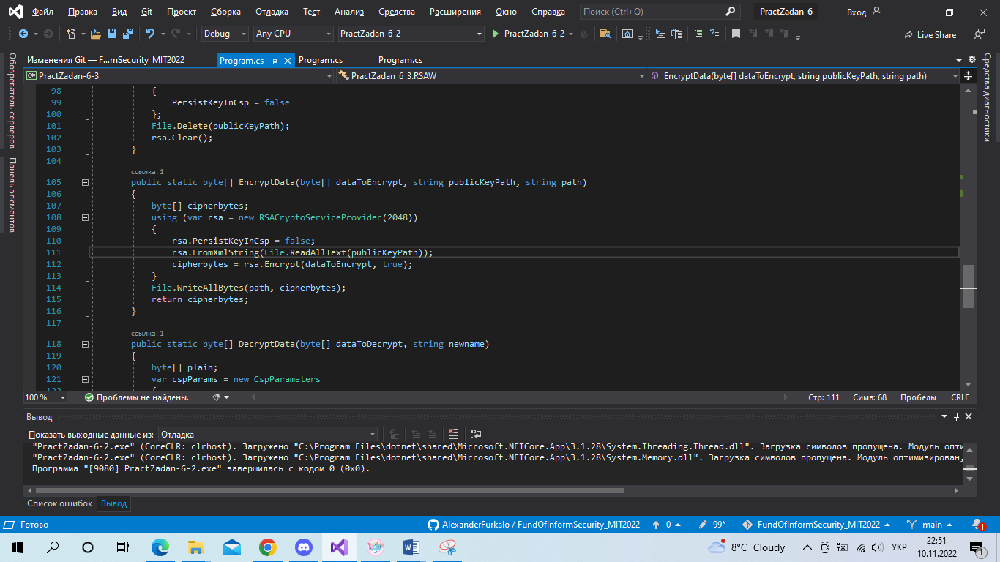 Файл Правка Вид Git Проект Сборка Отладка Тест Анализ Средства Расширения Окно Справка Поиск (Ctrl+Q) PractZadan-6 Вход
Debug Any CPU PractZadan-6-2 PractZadan-6-2 Live Share
Обозреватель серверов
Панель элементов
Изменения Git — F...mSecurity_MIT2022 Program.cs Program.cs Program.cs
Средства диагностики
C# PractZadan-6-3 PractZadan_6_3.RSAW EncryptData(byte[] dataToEncrypt, string publicKeyPath, string path)
98 {
99 PersistKeyInCsp = false
100 };
101 File.Delete(publicKeyPath);
102 rsa.Clear();
103 }
104
ссылка: 1
105 public static byte[] EncryptData(byte[] dataToEncrypt, string publicKeyPath, string path)
106 {
107 byte[] cipherbytes;
108 using (var rsa = new RSACryptoServiceProvider(2048))
109 {
110 rsa.PersistKeyInCsp = false;
111 rsa.FromXmlString(File.ReadAllText(publicKeyPath));
112 cipherbytes = rsa.Encrypt(dataToEncrypt, true);
113 }
114 File.WriteAllBytes(path, cipherbytes);
115 return cipherbytes;
116 }
117
ссылка: 1
118 public static byte[] DecryptData(byte[] dataToDecrypt, string newname)
119 {
120 byte[] plain;
121 var cspParams = new CspParameters
122 {
100 % Проблемы не найдены. Стр: 111 Симв: 68 Пробелы CRLF
Вывод
Показать выходные данные из: Отладка
"PractZadan-6-2.exe" (CoreCLR: clrhost). Загружено "C:\Program Files\dotnet\shared\Microsoft.NETCore.App\3.1.28\System.Threading.Thread.dll". Загрузка символов пропущена. Модуль опти
"PractZadan-6-2.exe" (CoreCLR: clrhost). Загружено "C:\Program Files\dotnet\shared\Microsoft.NETCore.App\3.1.28\System.Memory.dll". Загрузка символов пропущена. Модуль оптимизирован,
Программа "[9080] PractZadan-6-2.exe" завершилась с кодом 0 (0x0).
Список ошибок Вывод
Готово AlexanderFurkalo / FundOfInformSecurity_MIT2022 0 99* FundOfInformSecurity_MIT2022 main 1
8°C Cloudy УКР 22:51
10.11.2022 1